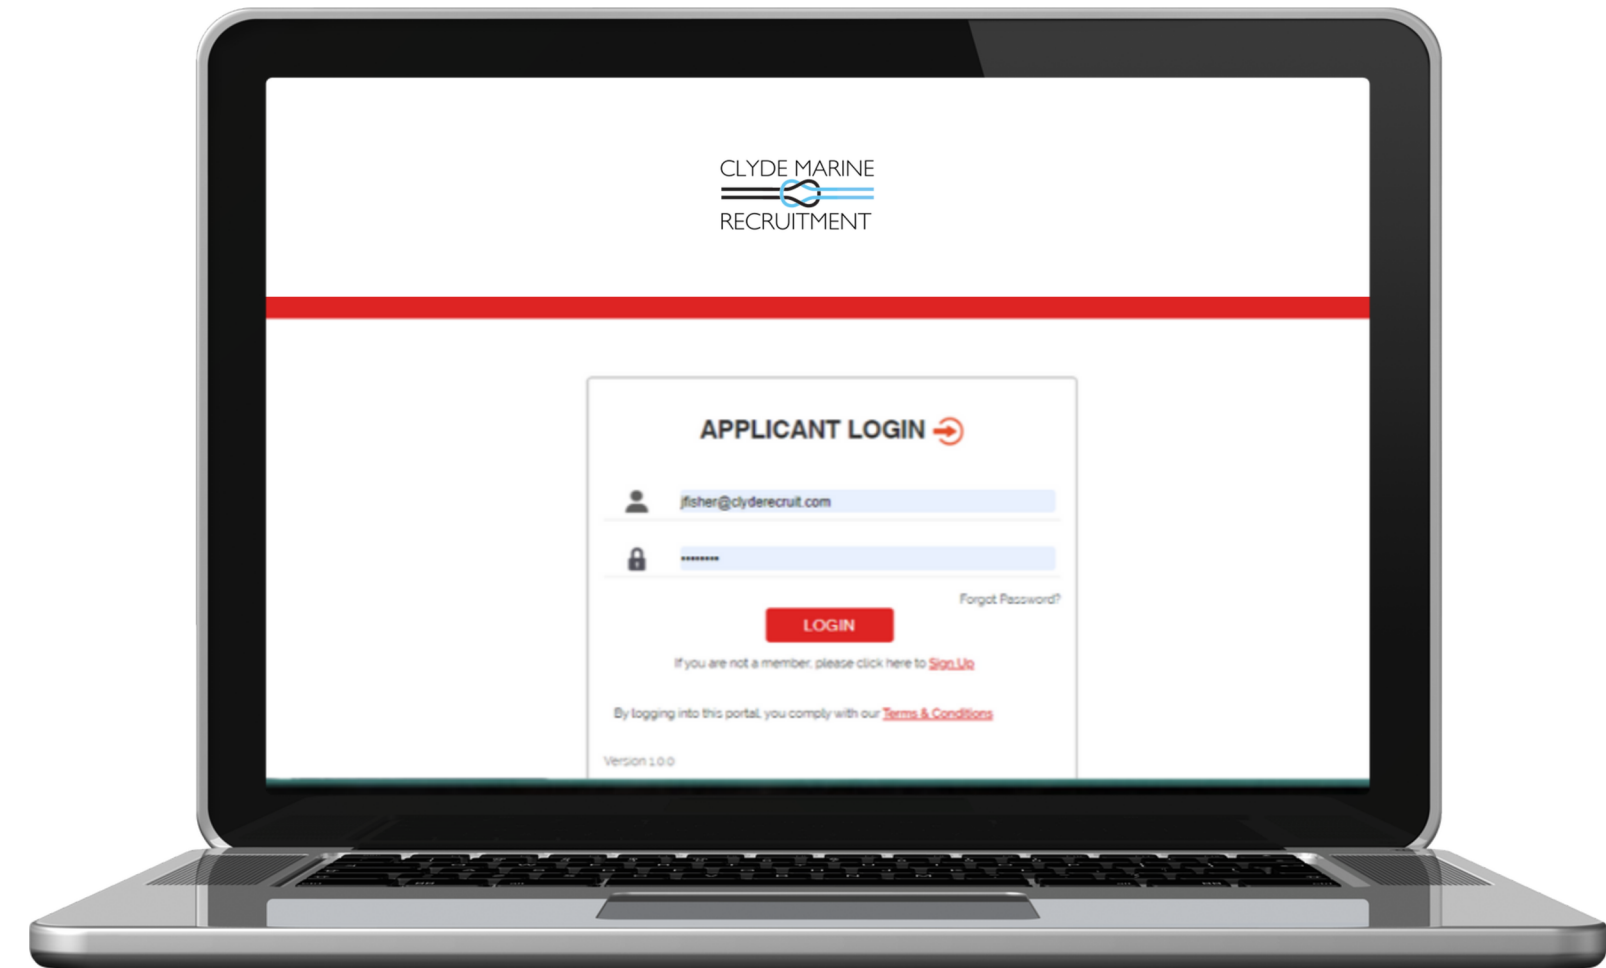 CLYDE MARINE
RECRUITMENT
APPLICANT LOGIN
jfisher@clyderecruit.com
••••••••
Forgot Password?
LOGIN
If you are not a member, please click here to Sign Up
By logging into this portal, you comply with our Terms & Conditions
Version 1.0.0